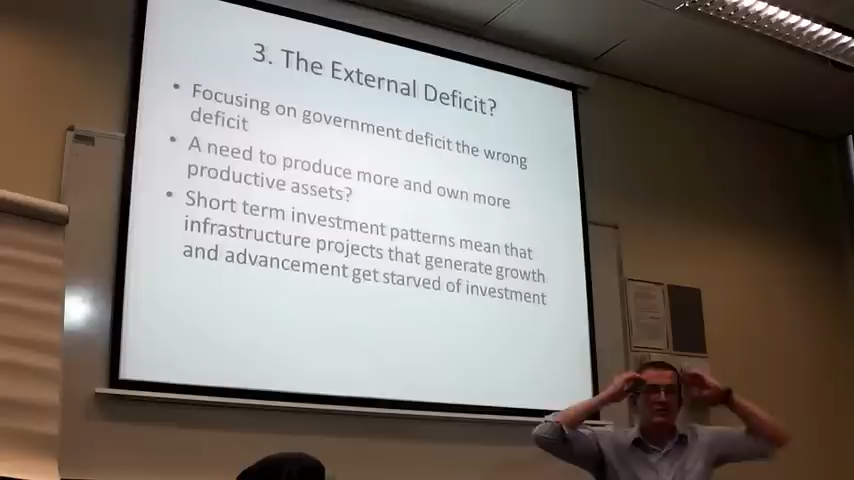 3. The External Deficit?
• Focusing on government deficit the wrong
deficit
• A need to produce more and own more
productive assets?
• Short term investment patterns mean that
infrastructure projects that generate growth
and advancement get starved of investment